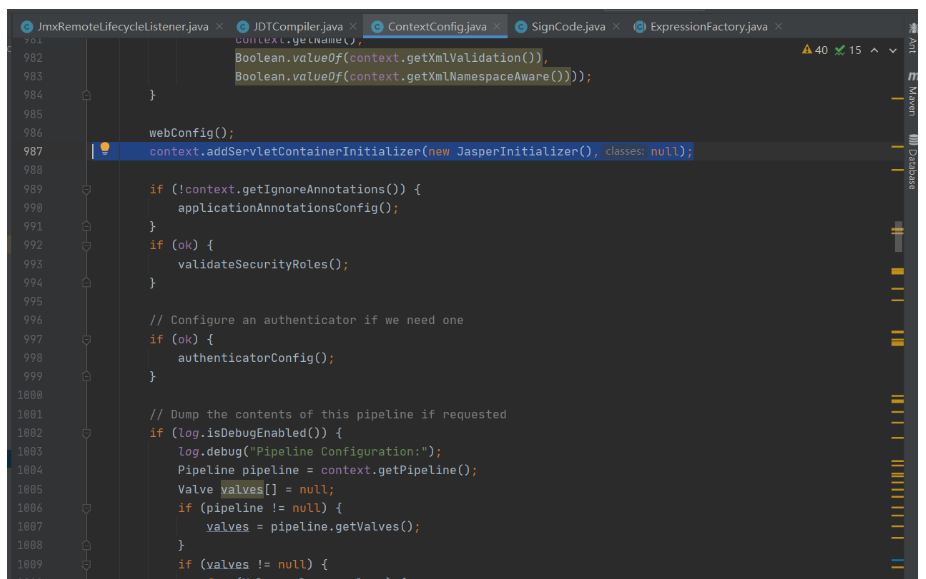 JmxRemoteLifecycleListener.java × JDTCompiler.java × ContextConfig.java × SignCode.java × ExpressionFactory.java ×
981 context.getName(),
982 Boolean.valueOf(context.getXmlValidation()),
983 Boolean.valueOf(context.getXmlNamespaceAware())));
984 }
985
986 webConfig();
987 context.addServletContainerInitializer(new JasperInitializer(), classes: null);
988
989 if (!context.getIgnoreAnnotations()) {
990 applicationAnnotationsConfig();
991 }
992 if (ok) {
993 validateSecurityRoles();
994 }
995
996 // Configure an authenticator if we need one
997 if (ok) {
998 authenticatorConfig();
999 }
1000
1001 // Dump the contents of this pipeline if requested
1002 if (log.isDebugEnabled()) {
1003 log.debug("Pipeline Configuration:");
1004 Pipeline pipeline = context.getPipeline();
1005 Valve valves[] = null;
1006 if (pipeline != null) {
1007 valves = pipeline.getValves();
1008 }
1009 if (valves != null) {
40 15
Ant
Maven
Database